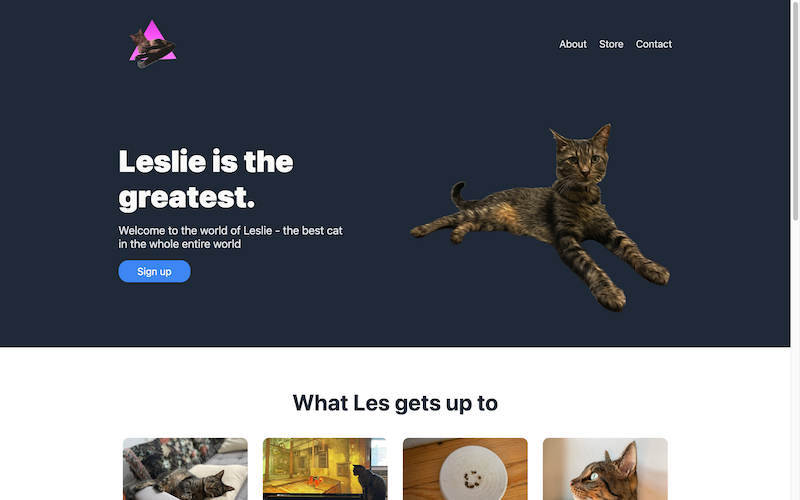 About Store Contact
Leslie is the
greatest.
Welcome to the world of Leslie - the best cat
in the whole entire world
Sign up
What Les gets up to